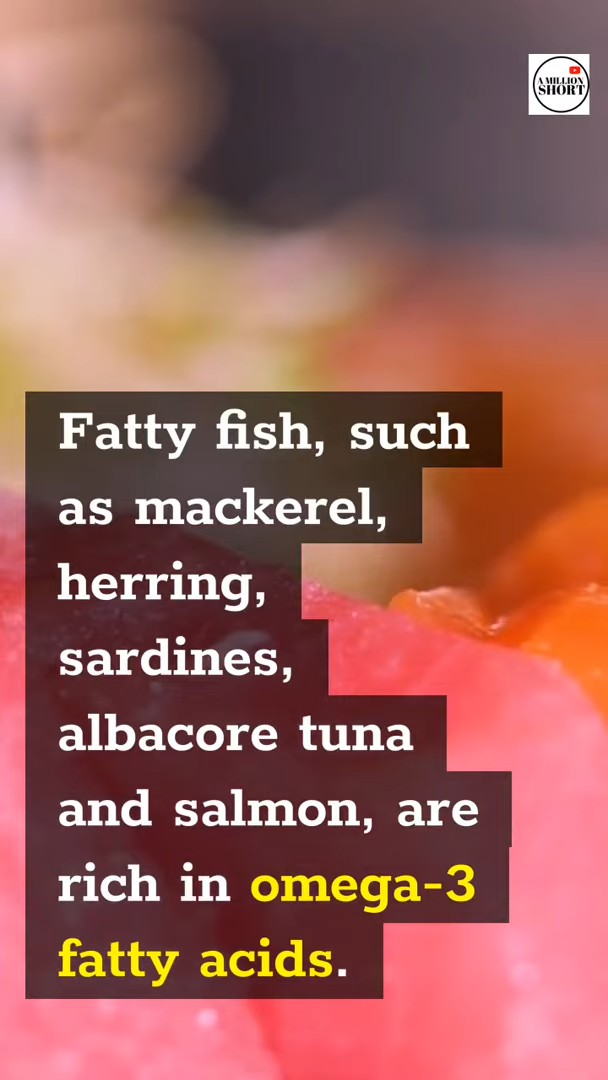 A MILLION
SHORT
Fatty fish, such
as mackerel,
herring,
sardines,
albacore tuna
and salmon, are
rich in omega-3
fatty acids.